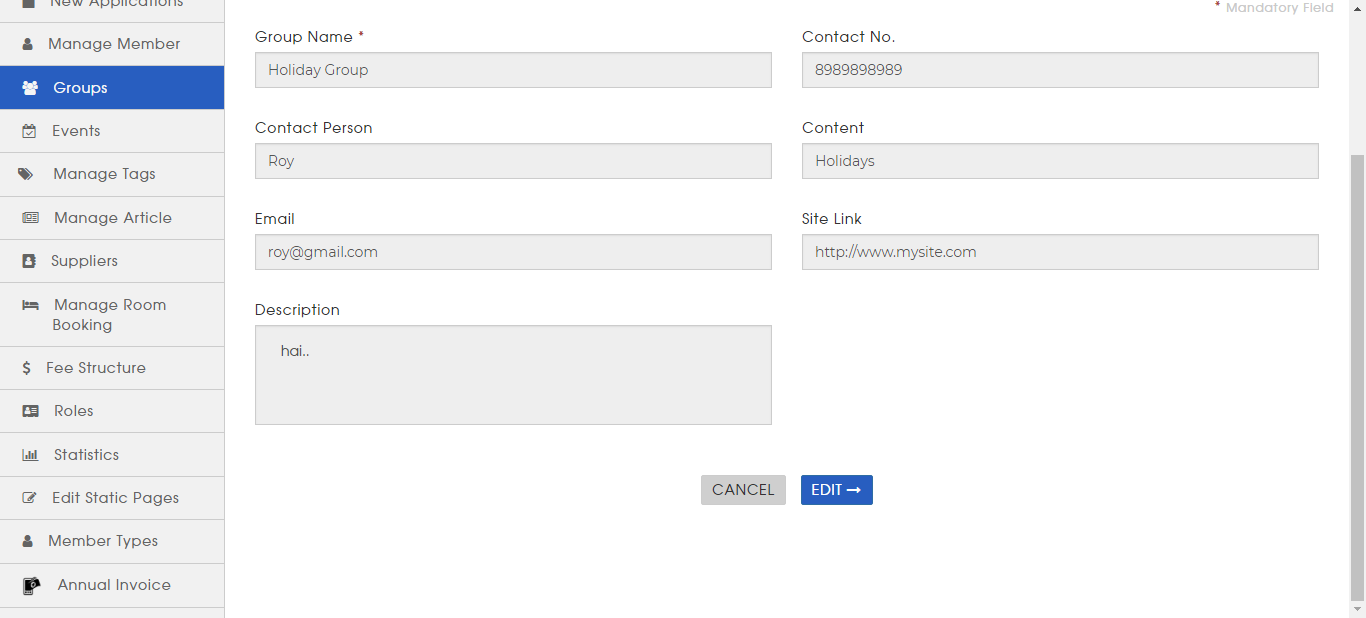 New Applications
Manage Member
Groups
Events
Manage Tags
Manage Article
Suppliers
Manage Room
Booking
$ Fee Structure
Roles
Statistics
Edit Static Pages
Member Types
Annual Invoice
* Mandatory Field
Group Name *
Holiday Group
Contact No.
8989898989
Contact Person
Roy
Content
Holidays
Email
roy@gmail.com
Site Link
http://www.mysite.com
Description
hai..
CANCEL
EDIT →